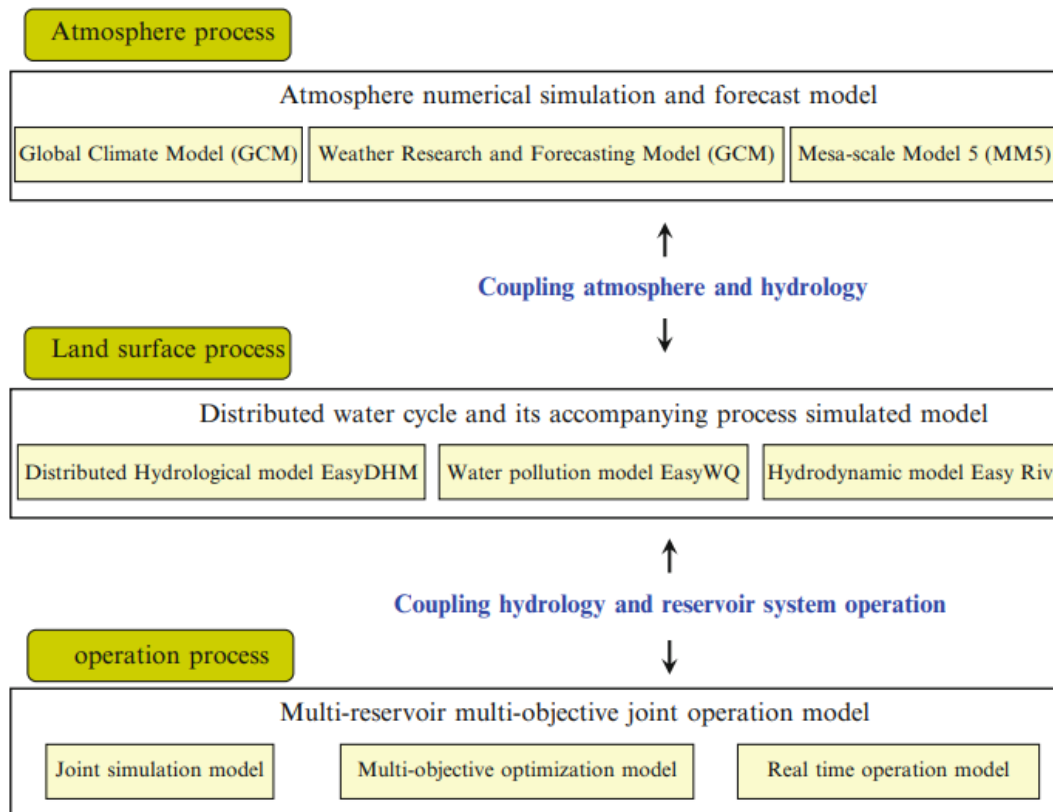 Atmosphere process
Atmosphere numerical simulation and forecast model
Global Climate Model (GCM)
Weather Research and Forecasting Model (GCM)
Mesa-scale Model 5 (MM5)
Coupling atmosphere and hydrology
Land surface process
Distributed water cycle and its accompanying process simulated model
Distributed Hydrological model EasyDHM
Water pollution model EasyWQ
Hydrodynamic model Easy Riv
Coupling hydrology and reservoir system operation
operation process
Multi-reservoir multi-objective joint operation model
Joint simulation model
Multi-objective optimization model
Real time operation model